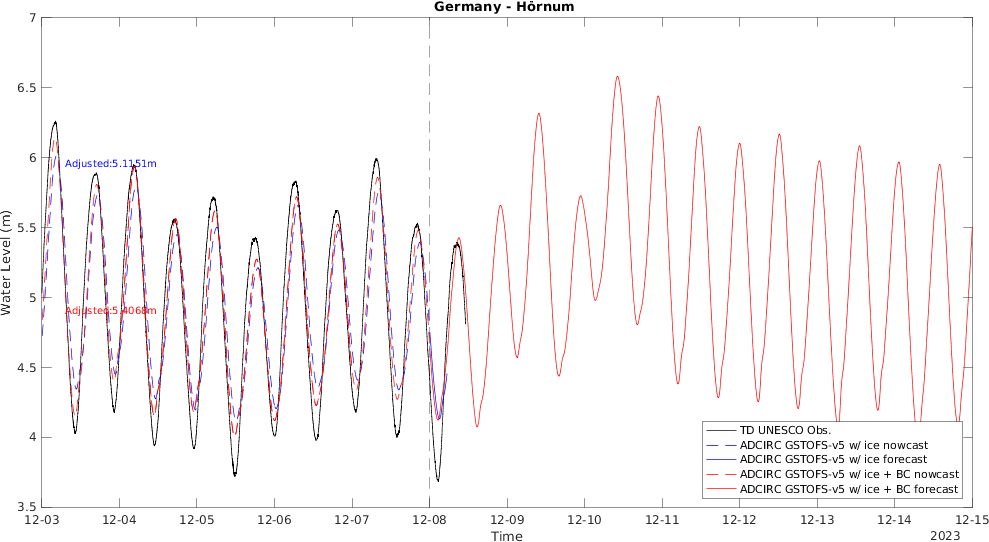 Germany - Hörnum
7
6.5
6
5.5
5
4.5
4
3.5
Water Level (m)
Adjusted:5.1151m
Adjusted:5.4068m
TD UNESCO Obs.
ADCIRC GSTOFS-v5 w/ ice nowcast
ADCIRC GSTOFS-v5 w/ ice forecast
ADCIRC GSTOFS-v5 w/ ice + BC nowcast
ADCIRC GSTOFS-v5 w/ ice + BC forecast
12-03 12-04 12-05 12-06 12-07 12-08 12-09 12-10 12-11 12-12 12-13 12-14 12-15
Time
2023